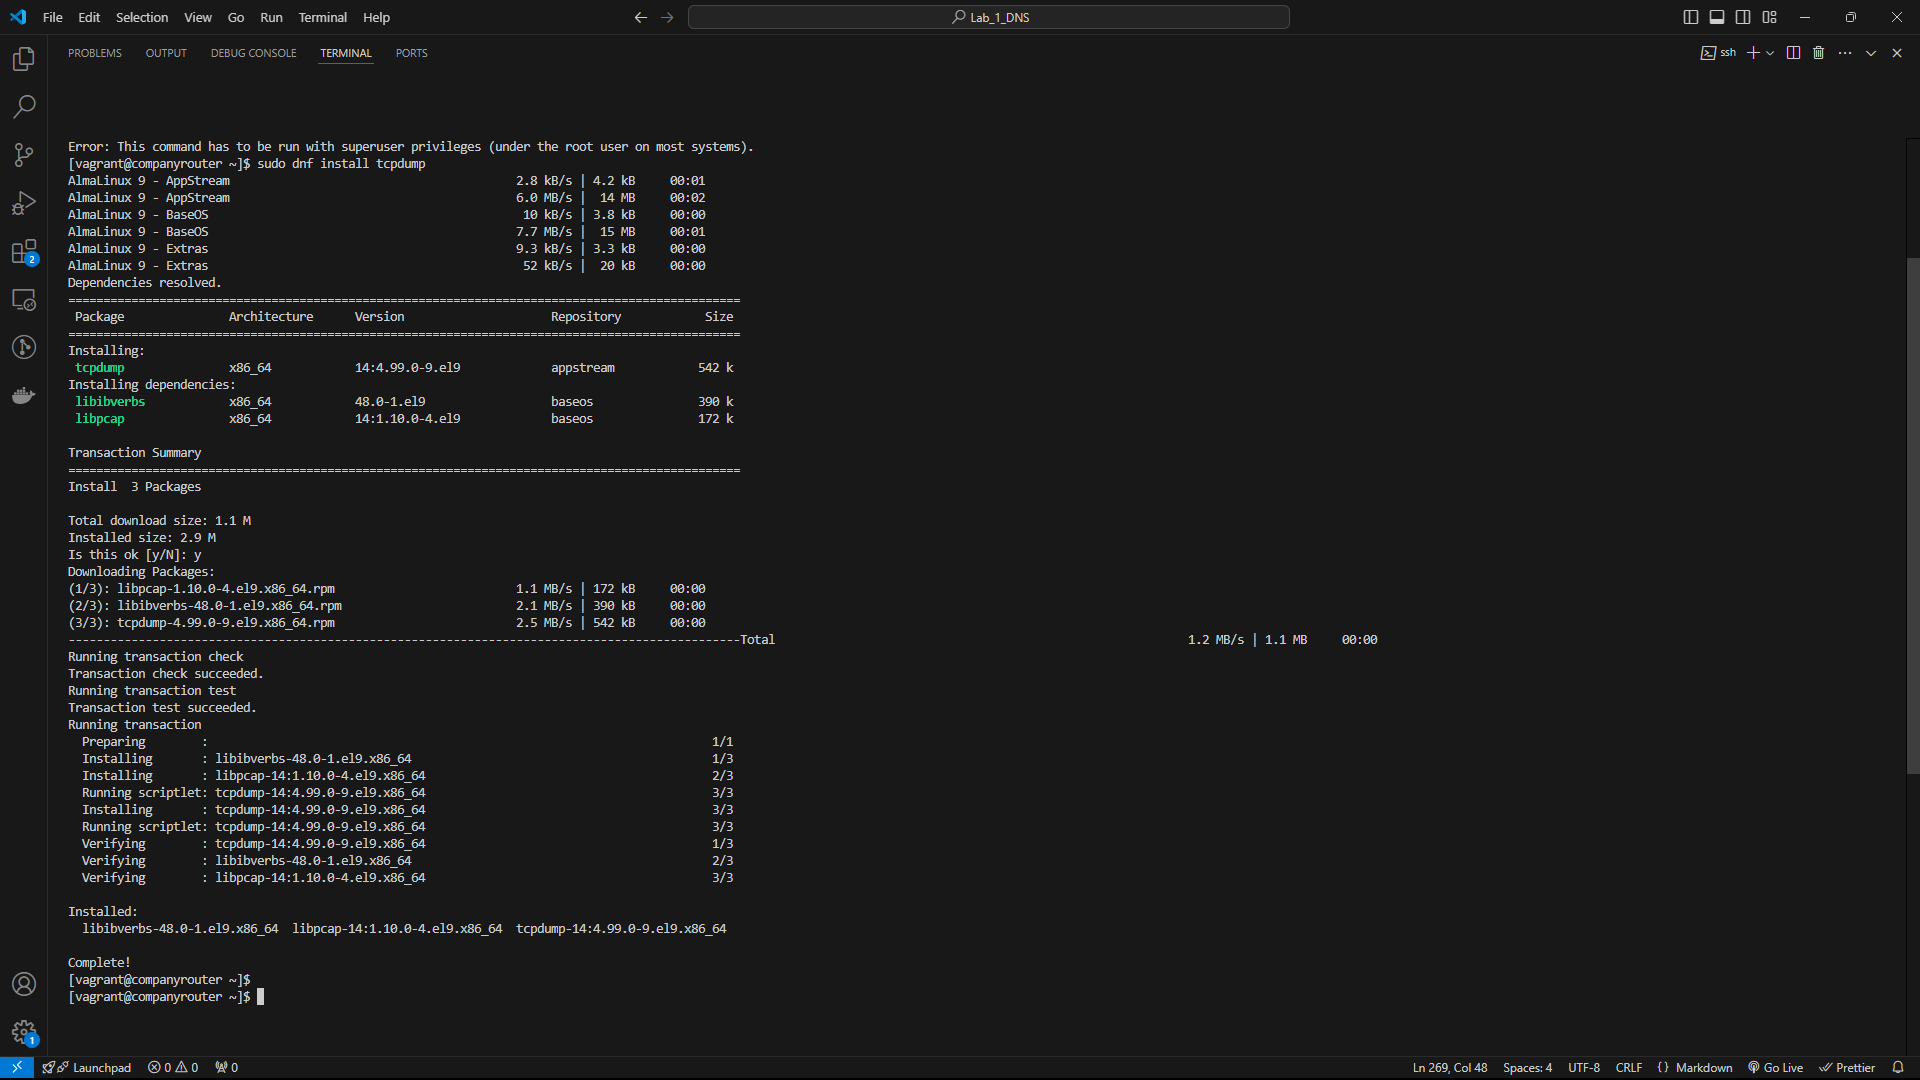 File Edit Selection View Go Run Terminal Help
Lab_1_DNS
PROBLEMS OUTPUT DEBUG CONSOLE TERMINAL PORTS
ssh
Error: This command has to be run with superuser privileges (under the root user on most systems).
[vagrant@companyrouter ~]$ sudo dnf install tcpdump
AlmaLinux 9 - AppStream 2.8 kB/s | 4.2 kB 00:01
AlmaLinux 9 - AppStream 6.0 MB/s | 14 MB 00:02
AlmaLinux 9 - BaseOS 10 kB/s | 3.8 kB 00:00
AlmaLinux 9 - BaseOS 7.7 MB/s | 15 MB 00:01
AlmaLinux 9 - Extras 9.3 kB/s | 3.3 kB 00:00
AlmaLinux 9 - Extras 52 kB/s | 20 kB 00:00
Dependencies resolved.
================================================================================================
Package Architecture Version Repository Size
================================================================================================
Installing:
tcpdump x86_64 14:4.99.0-9.el9 appstream 542 k
Installing dependencies:
libibverbs x86_64 48.0-1.el9 baseos 390 k
libpcap x86_64 14:1.10.0-4.el9 baseos 172 k
Transaction Summary
================================================================================================
Install 3 Packages
Total download size: 1.1 M
Installed size: 2.9 M
Is this ok [y/N]: y
Downloading Packages:
(1/3): libpcap-1.10.0-4.el9.x86_64.rpm 1.1 MB/s | 172 kB 00:00
(2/3): libibverbs-48.0-1.el9.x86_64.rpm 2.1 MB/s | 390 kB 00:00
(3/3): tcpdump-4.99.0-9.el9.x86_64.rpm 2.5 MB/s | 542 kB 00:00
------------------------------------------------------------------------------------------------Total 1.2 MB/s | 1.1 MB 00:00
Running transaction check
Transaction check succeeded.
Running transaction test
Transaction test succeeded.
Running transaction
Preparing : 1/1
Installing : libibverbs-48.0-1.el9.x86_64 1/3
Installing : libpcap-14:1.10.0-4.el9.x86_64 2/3
Running scriptlet: tcpdump-14:4.99.0-9.el9.x86_64 3/3
Installing : tcpdump-14:4.99.0-9.el9.x86_64 3/3
Running scriptlet: tcpdump-14:4.99.0-9.el9.x86_64 3/3
Verifying : tcpdump-14:4.99.0-9.el9.x86_64 1/3
Verifying : libibverbs-48.0-1.el9.x86_64 2/3
Verifying : libpcap-14:1.10.0-4.el9.x86_64 3/3
Installed:
libibverbs-48.0-1.el9.x86_64 libpcap-14:1.10.0-4.el9.x86_64 tcpdump-14:4.99.0-9.el9.x86_64
Complete!
[vagrant@companyrouter ~]$
[vagrant@companyrouter ~]$
2
1
Launchpad 0 0 0 Ln 269, Col 48 Spaces: 4 UTF-8 CRLF {} Markdown Go Live Prettier